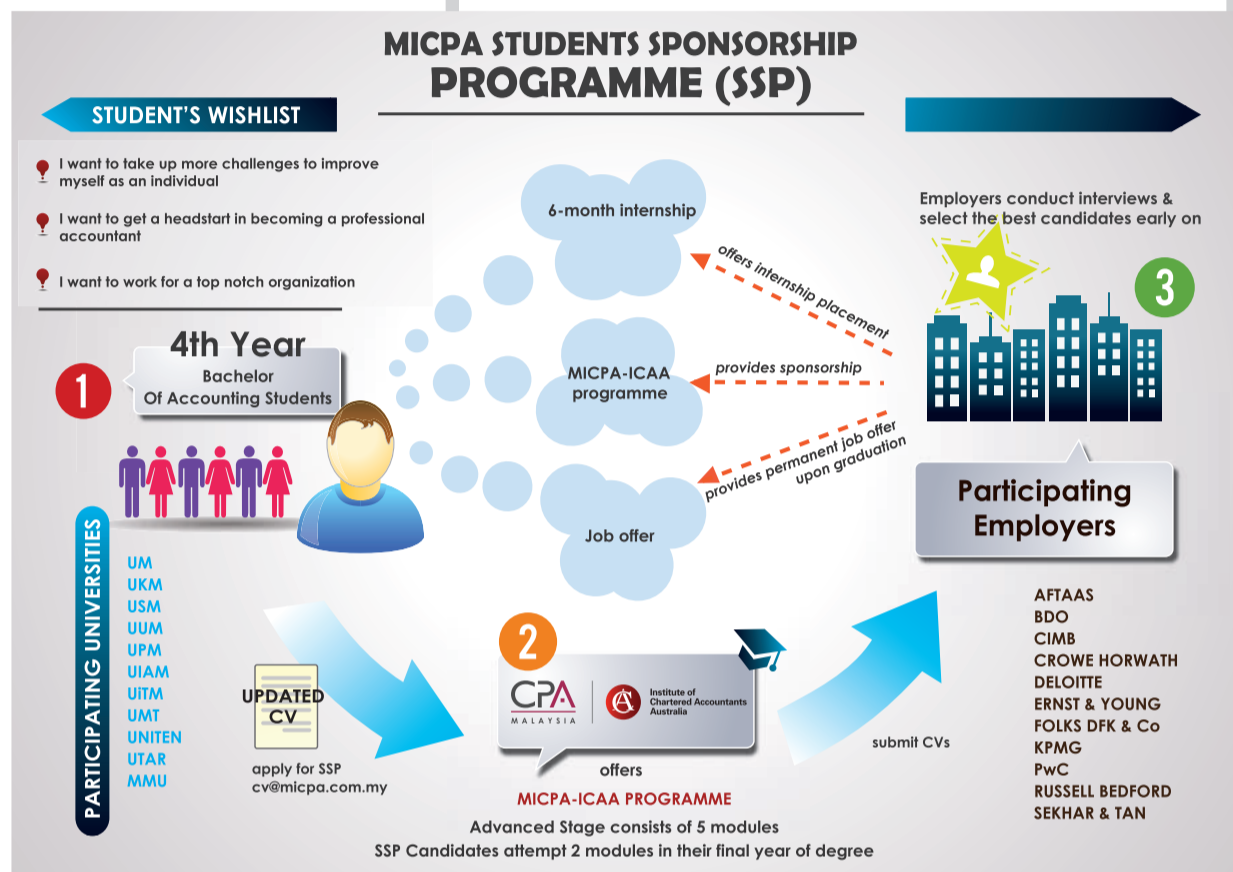 MICPA STUDENTS SPONSORSHIP
PROGRAMME (SSP)
STUDENT'S WISHLIST
I want to take up more challenges to improve
myself as an individual
I want to get a headstart in becoming a professional
accountant
I want to work for a top notch organization
1
4th Year
Bachelor
Of Accounting Students
PARTICIPATING UNIVERSITIES
UM
UKM
USM
UUM
UPM
UIAM
UiTM
UMT
UNITEN
UTAR
MMU
UPDATED
CV
apply for SSP
cv@micpa.com.my
6-month internship
MICPA-ICAA
programme
Job offer
offers internship placement
provides sponsorship
provides permanent job offer
upon graduation
2
CPA
MALAYSIA
CA
Institute of
Chartered Accountants
Australia
offers
MICPA-ICAA PROGRAMME
Advanced Stage consists of 5 modules
SSP Candidates attempt 2 modules in their final year of degree
submit CVs
Employers conduct interviews &
select the best candidates early on
3
Participating
Employers
AFTAAS
BDO
CIMB
CROWE HORWATH
DELOITTE
ERNST & YOUNG
FOLKS DFK & Co
KPMG
PwC
RUSSELL BEDFORD
SEKHAR & TAN